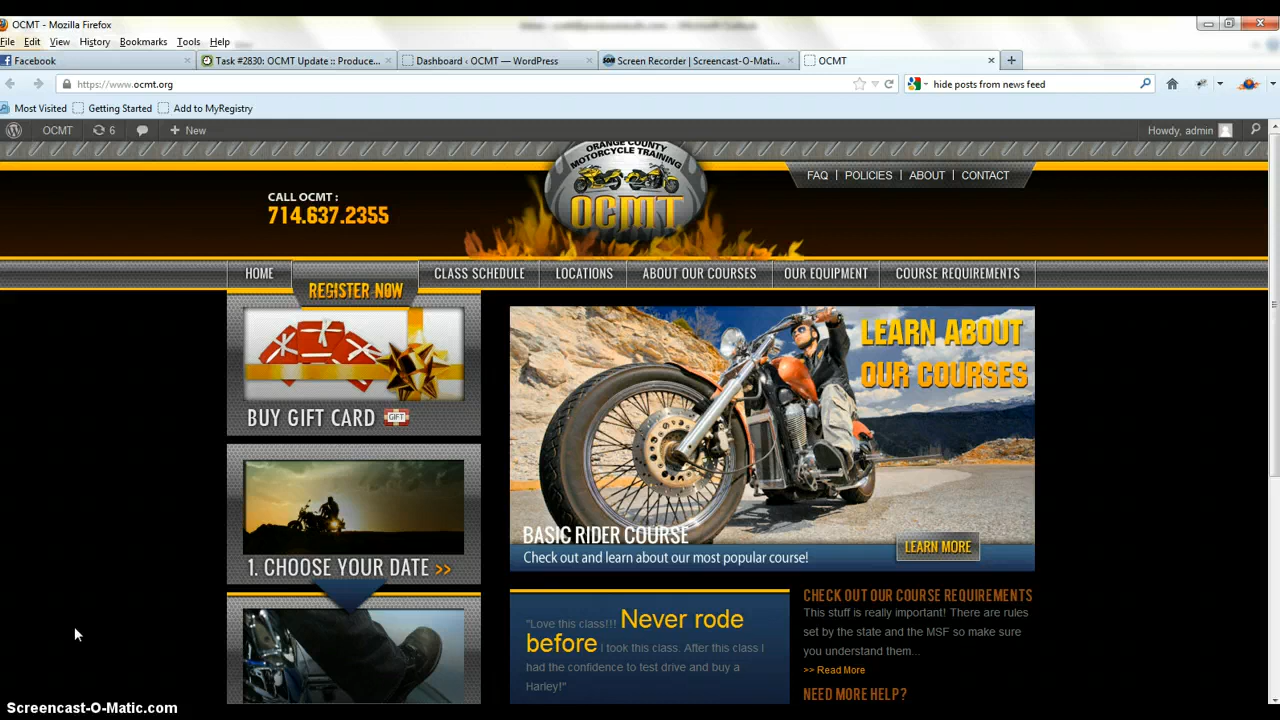 OCMT - Mozilla Firefox
File Edit View History Bookmarks Tools Help
Facebook
Task #2830: OCMT Update :: Produce...
Dashboard ‹ OCMT — WordPress
Screen Recorder | Screencast-O-Mati...
OCMT
https://www.ocmt.org
hide posts from news feed
Most Visited Getting Started Add to MyRegistry
OCMT 6 + New
Howdy, admin
ORANGE COUNTY
MOTORCYCLE TRAINING
OCMT
FAQ | POLICIES | ABOUT | CONTACT
CALL OCMT :
714.637.2355
HOME
REGISTER NOW
CLASS SCHEDULE
LOCATIONS
ABOUT OUR COURSES
OUR EQUIPMENT
COURSE REQUIREMENTS
BUY GIFT CARD GIFT
1. CHOOSE YOUR DATE >>
LEARN ABOUT
OUR COURSES
BASIC RIDER COURSE
Check out and learn about our most popular course!
LEARN MORE
"Love this class!!! Never rode
before I took this class. After this class I
had the confidence to test drive and buy a
Harley!"
CHECK OUT OUR COURSE REQUIREMENTS
This stuff is really important! There are rules
set by the state and the MSF so make sure
you understand them...
>> Read More
NEED MORE HELP?
Screencast-O-Matic.com